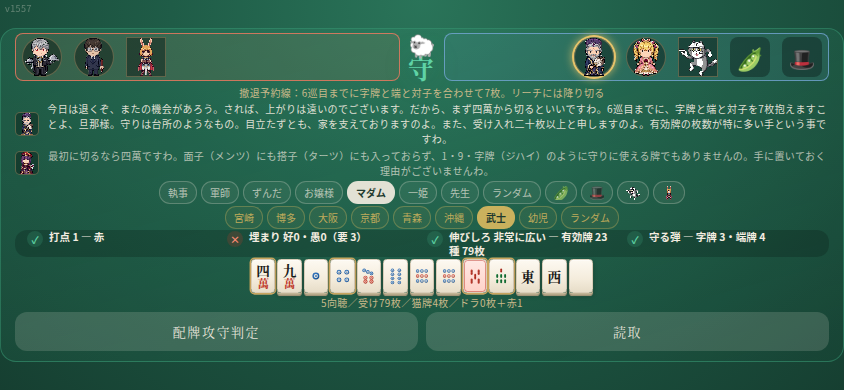 v1557
守
撤退予約線：6巡目までに字牌と端と対子を合わせて7枚。リーチには降り切る
今日は退くぞ、またの機会があろう。されば、上がりは遠いのでございます。だから、まず四萬から切るといいですわ。6巡目までに、字牌と端と対子を7枚抱えますこ
とよ、旦那様。守りは台所のようなもの。目立たずとも、家を支えておりますのよ。また、受け入れ二十枚以上と申しますのよ。有効牌の枚数が特に多い手という事で
すわ。
最初に切るなら四萬ですわ。面子（メンツ）にも搭子（ターツ）にも入っておらず、1・9・字牌（ジハイ）のように守りに使える牌でもありませんの。手に置いておく
理由がございませんわ。
執事 軍師 ずんだ お嬢様 マダム 一姫 先生 ランダム
宮崎 博多 大阪 京都 青森 沖縄 武士 幼児 ランダム
✓ 打点 1 — 赤 ✕ 埋まり 好0・愚0（要 3） ✓ 伸びしろ 非常に広い — 有効牌 23 ✓ 守る弾 — 字牌 3・端牌 4
種 79枚
四萬 九萬 東 西
5向聴／受け79枚／猫牌4枚／ドラ0枚＋赤1
配牌攻守判定 読取